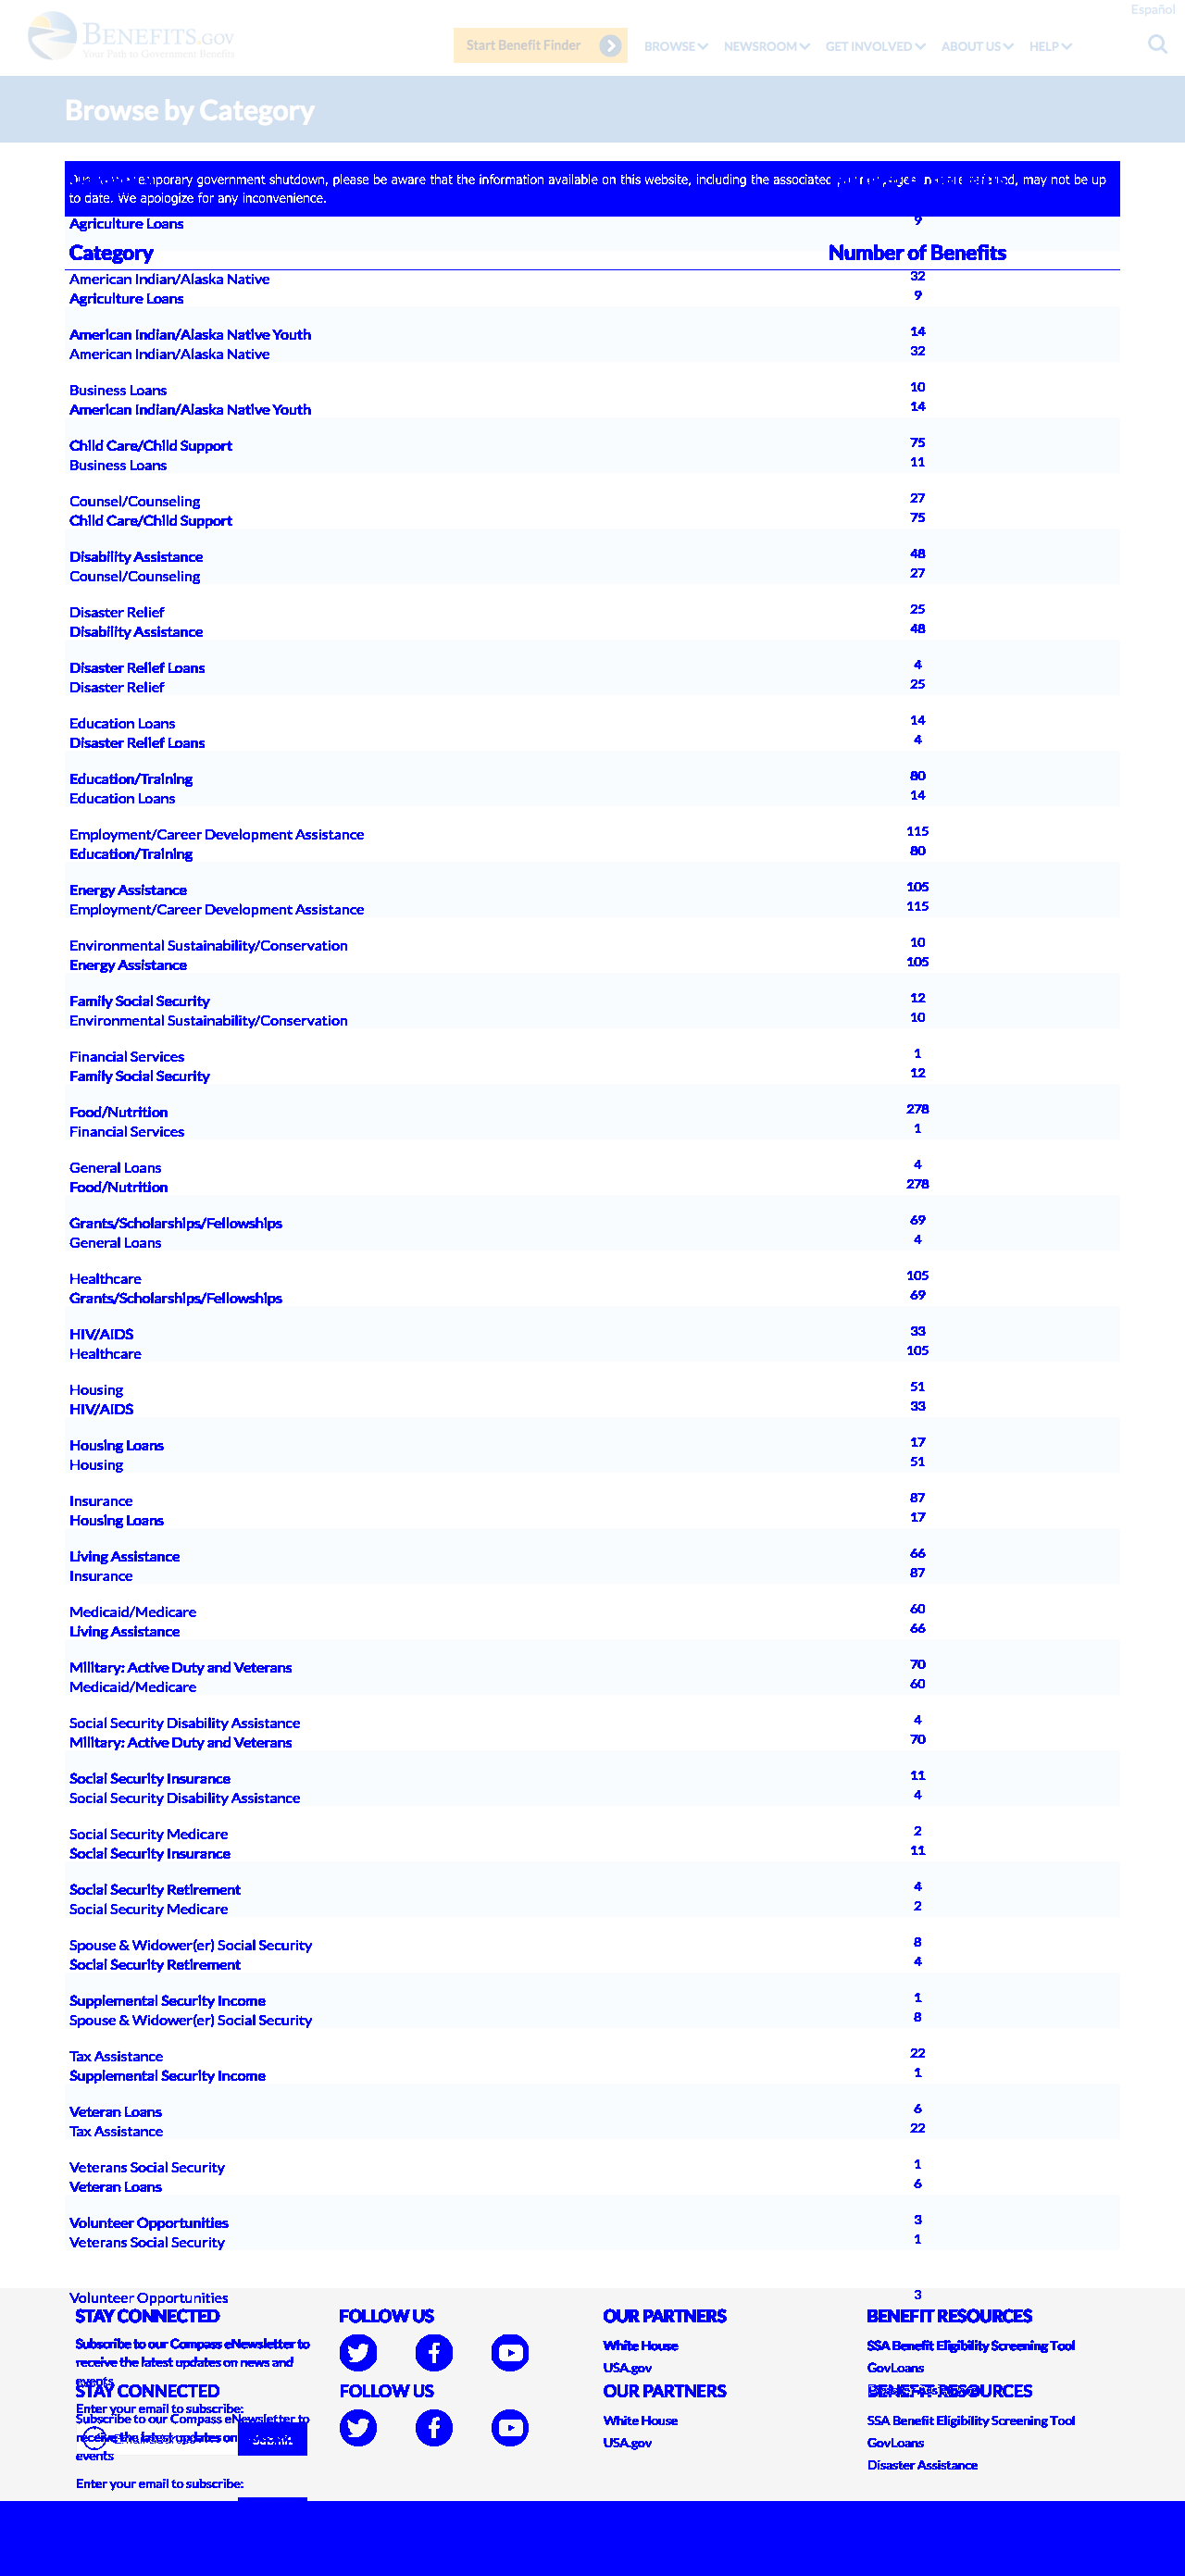 Español
BENEFITS.GOV
Your Path to Government Benefits
Start Benefit Finder
BROWSE NEWSROOM GET INVOLVED ABOUT US HELP
Browse by Category
temporary government shutdown, please be aware that the information available on this website, including the associated may not be up
to date. We apologize for any inconvenience.
Agriculture Loans 9
Category Number of Benefits
American Indian/Alaska Native 32
Agriculture Loans 9
American Indian/Alaska Native Youth 14
American Indian/Alaska Native 32
Business Loans 10
American Indian/Alaska Native Youth 14
Child Care/Child Support 75
Business Loans 11
Counsel/Counseling 27
Child Care/Child Support 75
Disability Assistance 48
Counsel/Counseling 27
Disaster Relief 25
Disability Assistance 48
Disaster Relief Loans 4
Disaster Relief 25
Education Loans 14
Disaster Relief Loans 4
Education/Training 80
Education Loans 14
Employment/Career Development Assistance 115
Education/Training 80
Energy Assistance 105
Employment/Career Development Assistance 115
Environmental Sustainability/Conservation 10
Energy Assistance 105
Family Social Security 12
Environmental Sustainability/Conservation 10
Financial Services 1
Family Social Security 12
Food/Nutrition 278
Financial Services 1
General Loans 4
Food/Nutrition 278
Grants/Scholarships/Fellowships 69
General Loans 4
Healthcare 105
Grants/Scholarships/Fellowships 69
HIV/AIDS 33
Healthcare 105
Housing 51
HIV/AIDS 33
Housing Loans 17
Housing 51
Insurance 87
Housing Loans 17
Living Assistance 66
Insurance 87
Medicaid/Medicare 60
Living Assistance 66
Military: Active Duty and Veterans 70
Medicaid/Medicare 60
Social Security Disability Assistance 4
Military: Active Duty and Veterans 70
Social Security Insurance 11
Social Security Disability Assistance 4
Social Security Medicare 2
Social Security Insurance 11
Social Security Retirement 4
Social Security Medicare 2
Spouse & Widower(er) Social Security 8
Social Security Retirement 4
Supplemental Security Income 1
Spouse & Widower(er) Social Security 8
Tax Assistance 22
Supplemental Security Income 1
Veteran Loans 6
Tax Assistance 22
Veterans Social Security 1
Veteran Loans 6
Volunteer Opportunities 3
Veterans Social Security 1
Volunteer Opportunities 3
STAY CONNECTED FOLLOW US OUR PARTNERS BENEFIT RESOURCES
Subscribe to our Compass eNewsletter to
receive the latest updates on news and
events
White House SSA Benefit Eligibility Screening Tool
USA.gov GovLoans
STAY CONNECTED FOLLOW US OUR PARTNERS BENEFIT RESOURCES
Enter your email to subscribe:
Subscribe to our Compass eNewsletter to
receive the latest updates on
events
White House SSA Benefit Eligibility Screening Tool
USA.gov GovLoans
Disaster Assistance
Enter your email to subscribe: